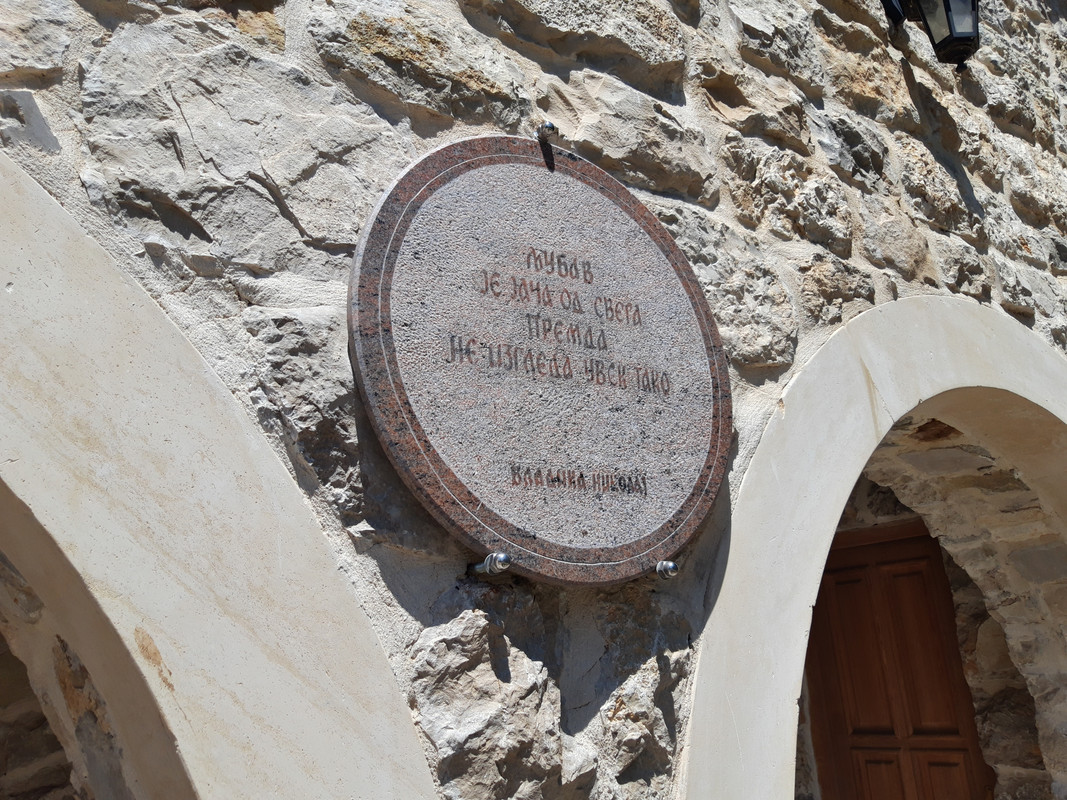 ЉУБАВ
ЈЕ ЈАЧА ОД СВЕГА
ПРЕМДА
НЕ ИЗГЛЕДА УВЕК ТАКО
ВЛАДИКА НИКОЛАЈ